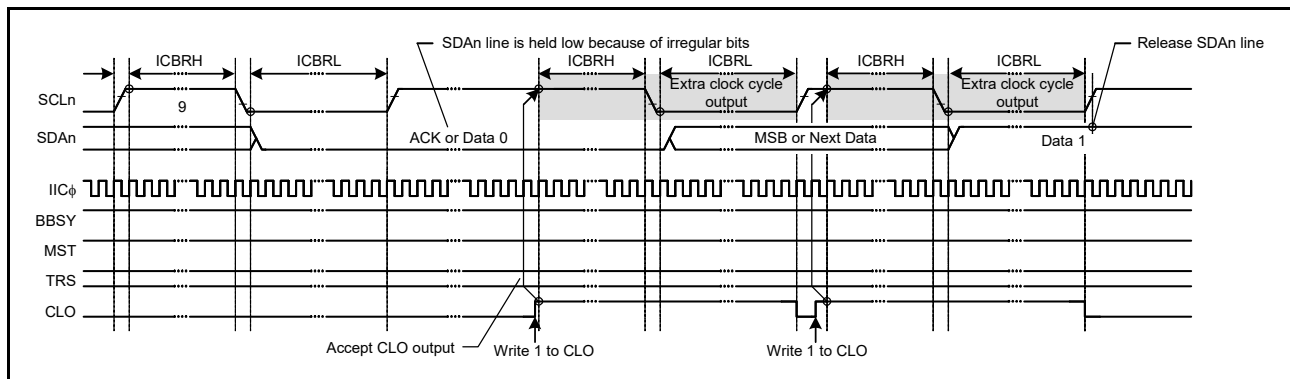 SDAn line is held low because of irregular bits
Release SDAn line
ICBRH
ICBRL
ICBRH
ICBRL
ICBRH
ICBRL
Extra clock cycle
output
Extra clock cycle
output
SCLn
9
SDAn
ACK or Data 0
MSB or Next Data
Data 1
IICϕ
BBSY
MST
TRS
CLO
Accept CLO output
Write 1 to CLO
Write 1 to CLO